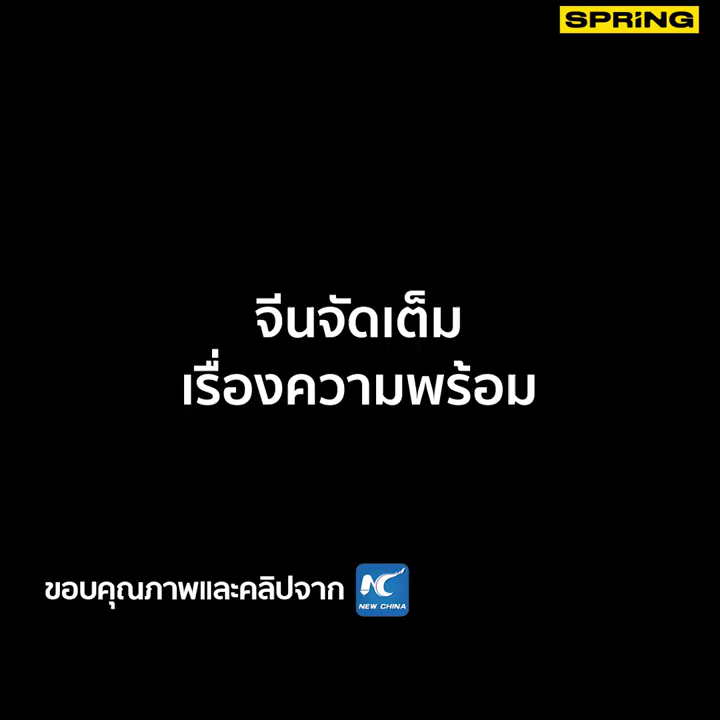 SPRiNG
จีนจัดเต็ม
เรื่องความพร้อม
ขอบคุณภาพและคลิปจาก
NC
NEW CHINA